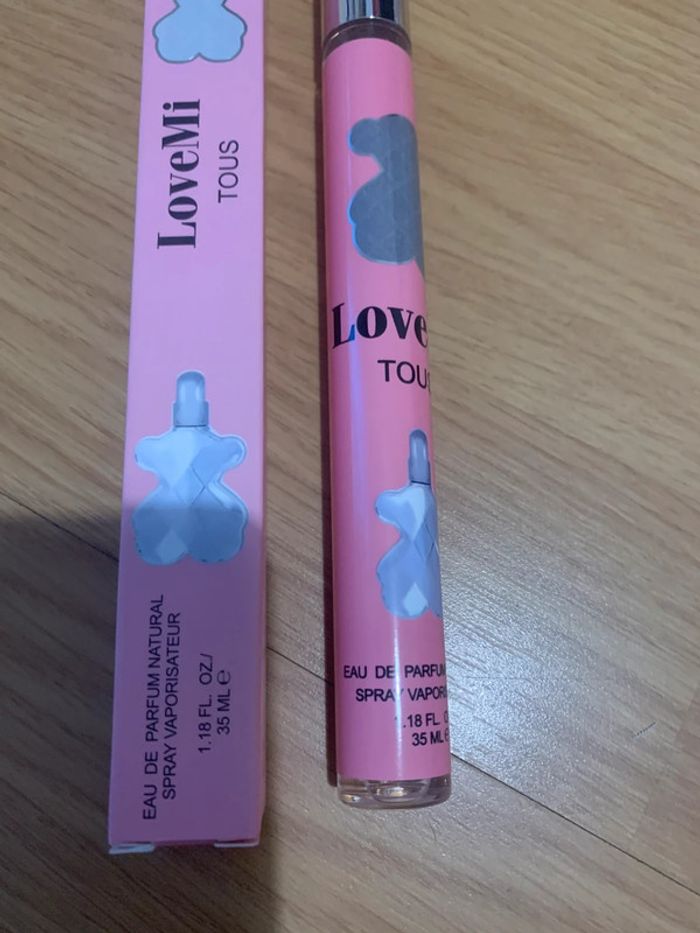 LoveMi
TOUS
EAU DE PARFUM NATURAL
SPRAY VAPORISATEUR
1.18 FL. OZ./
35 ML ℮
Love
TOUS
EAU DE PARFUM
SPRAY
1.18 FL.
35 ML